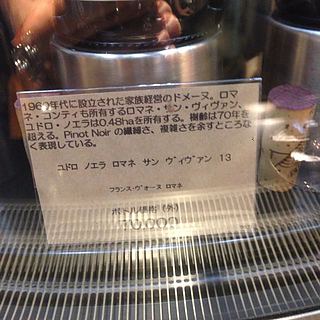 1960年代に設立された家族経営のドメーヌ。ロマ
ネ・コンティも所有するロマネ・サン・ヴィヴァン、
ユドロ・ノエラは0.48haを所有する。樹齢は70年を
超える。Pinot Noir の繊細さ、複雑さを余すところな
く表現している。
ユドロ ノエラ ロマネ サン ヴィヴァン 13
フランス・ヴォーヌ ロマネ
ボトル価格 (外)